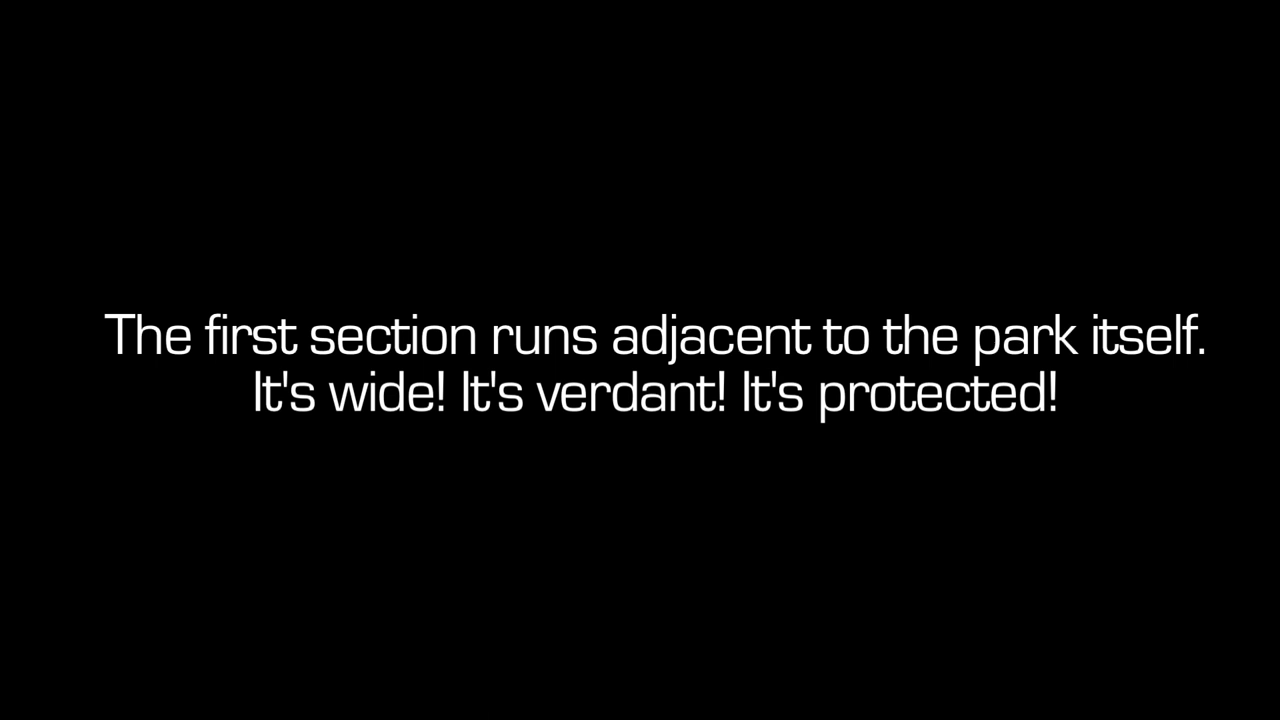 The first section runs adjacent to the park itself.
It's wide! It's verdant! It's protected!